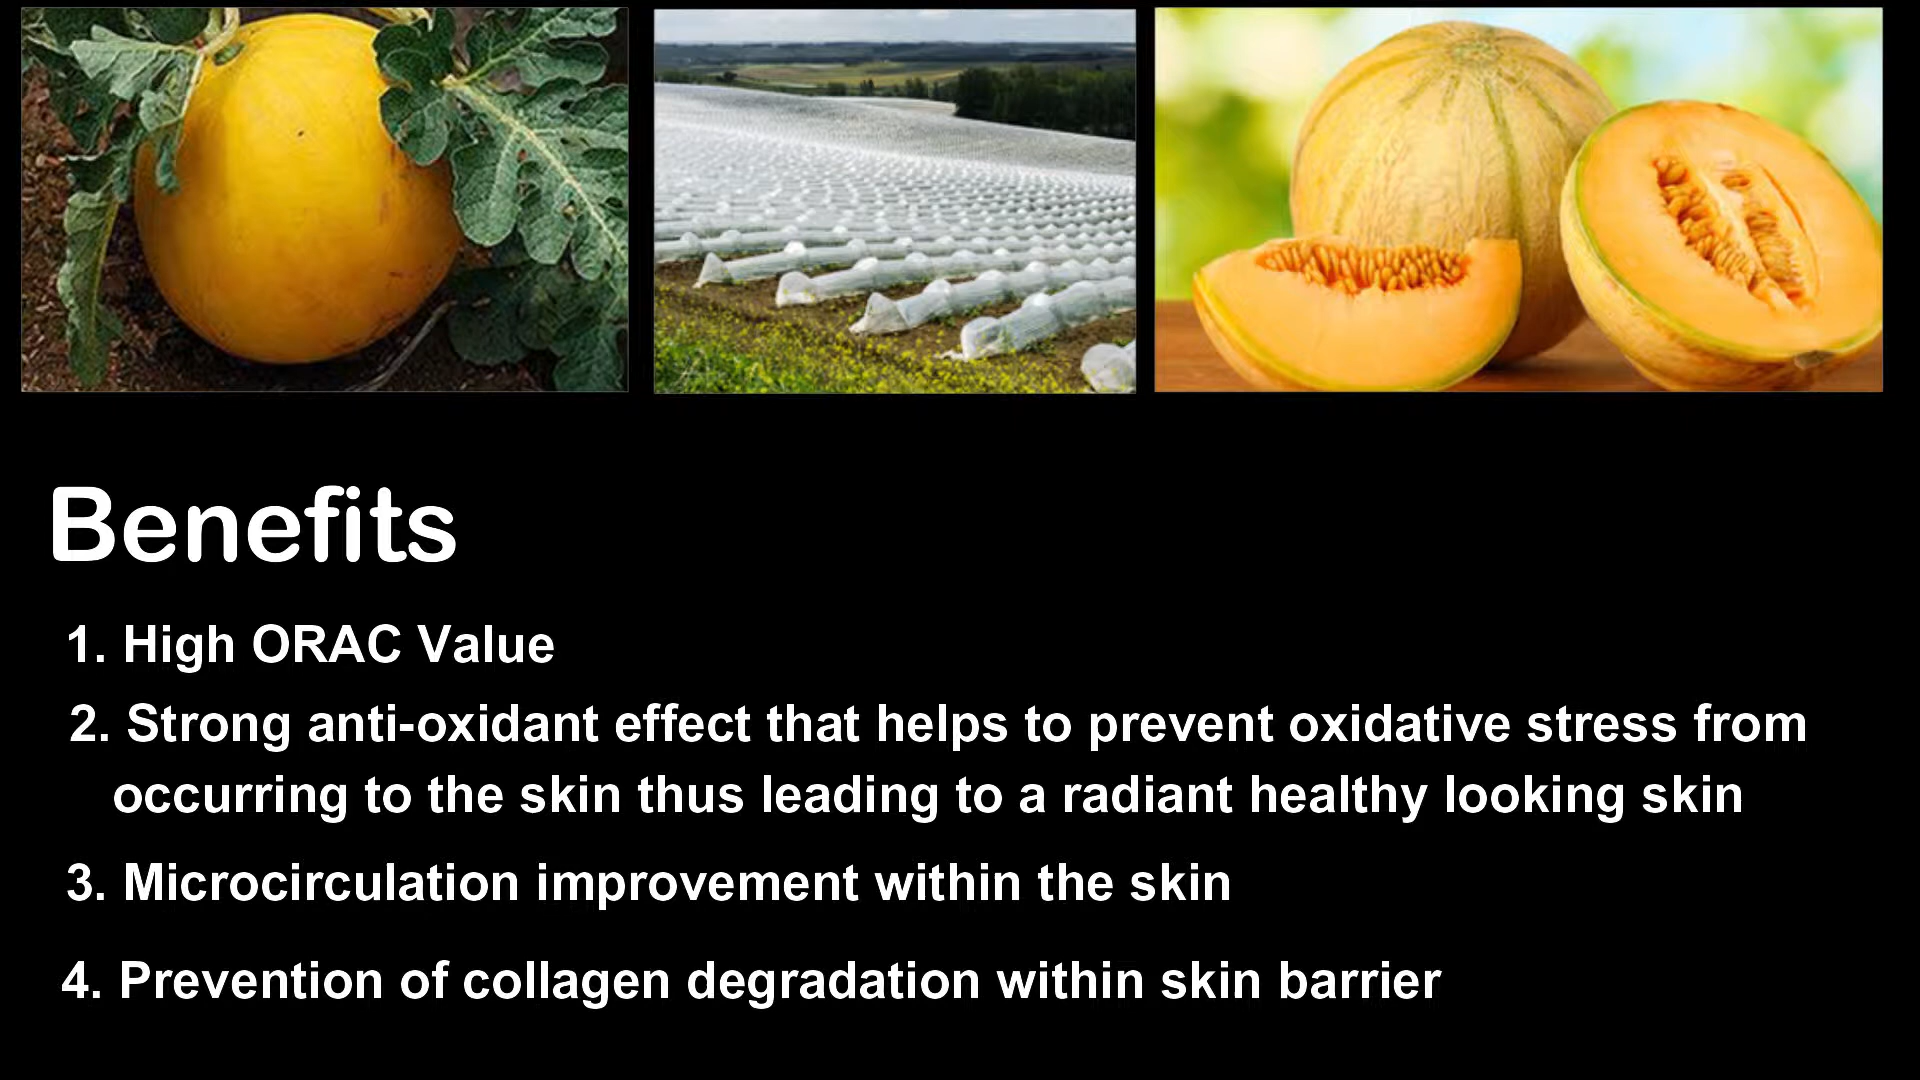 Benefits
1. High ORAC Value
2. Strong anti-oxidant effect that helps to prevent oxidative stress from
occurring to the skin thus leading to a radiant healthy looking skin
3. Microcirculation improvement within the skin
4. Prevention of collagen degradation within skin barrier